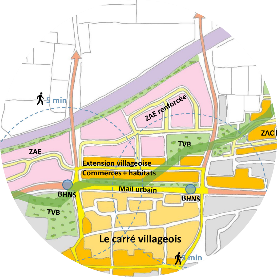 5 min
ZAE renforcée
ZAC
TVB
ZAE
Extension villageoise
Commerces + habitats
Mail urbain
BHNS
BHNS
TVB
Le carré villageois
5 min